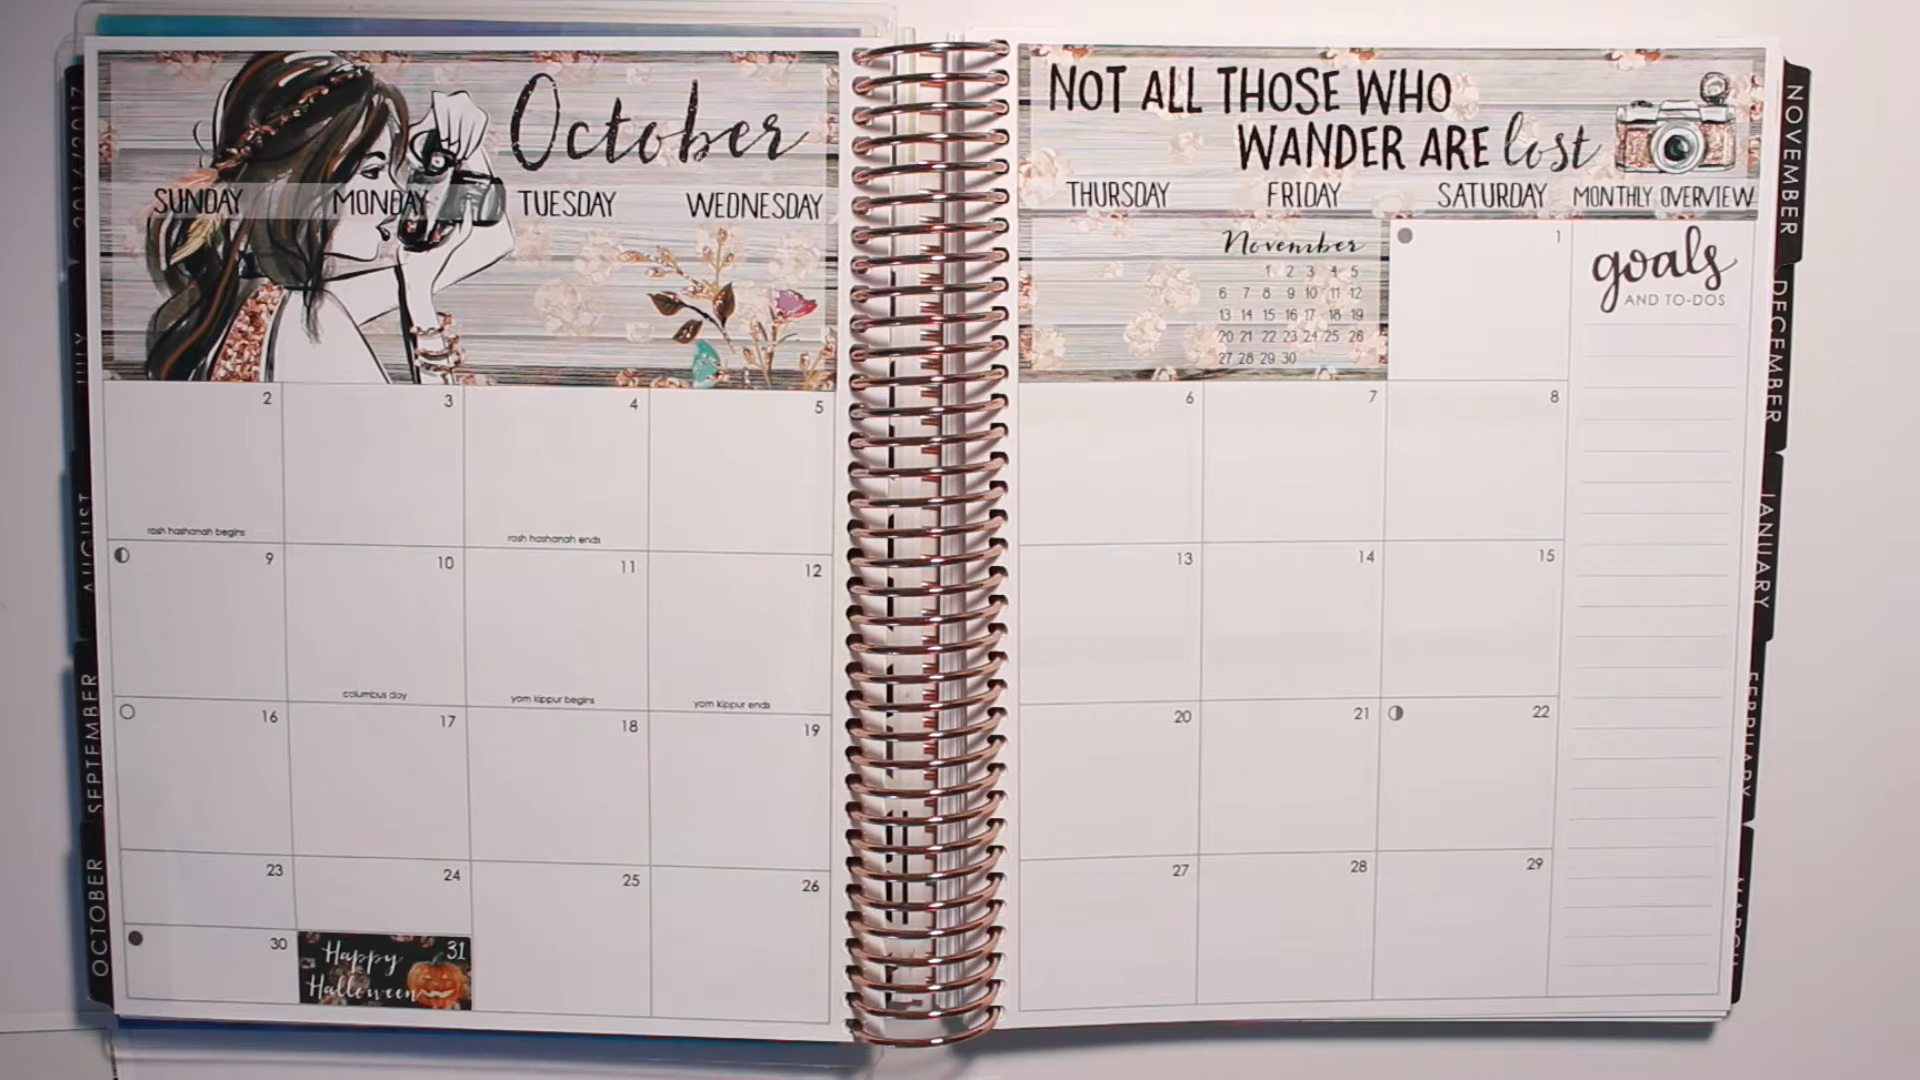 October
SUNDAY MONDAY TUESDAY WEDNESDAY
2 3 4 5
rosh hashanah begins
rosh hashanah ends
9 10 11 12
columbus day
yom kippur begins
yom kippur ends
16 17 18 19
23 24 25 26
30 31
Happy
Halloween
NOT ALL THOSE WHO
WANDER ARE lost
THURSDAY FRIDAY SATURDAY MONTHLY OVERVIEW
November
1 2 3 4 5
6 7 8 9 10 11 12
13 14 15 16 17 18 19
20 21 22 23 24 25 26
27 28 29 30
1
goals
AND TO-DOS
6 7 8
13 14 15
20 21 22
27 28 29
2016/2017
JULY
AUGUST
SEPTEMBER
OCTOBER
NOVEMBER
DECEMBER
JANUARY
FEBRUARY
MARCH